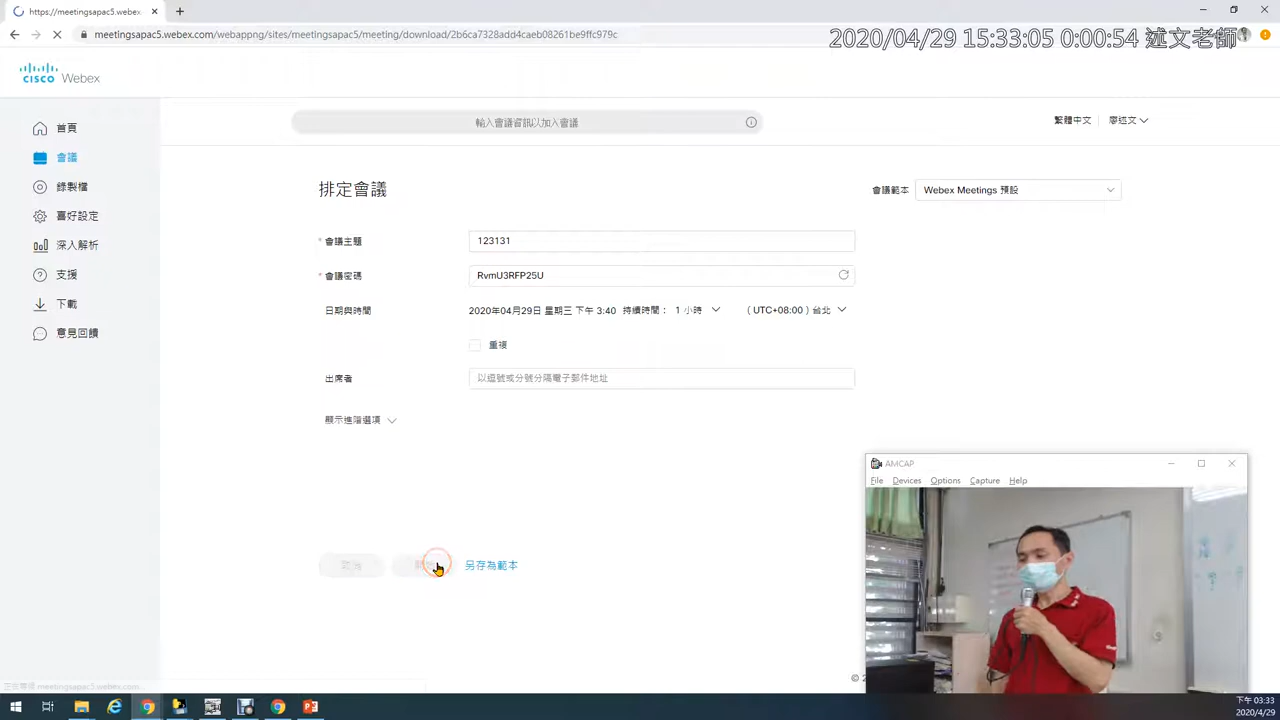 https://meetingsapac5.webex
meetingsapac5.webex.com/webappng/sites/meetingsapac5/meeting/download/2b6ca7328add4caeb08261be9ffc979c
2020/04/29 15:33:05 0:00:54 述文老師
CISCO Webex
輸入會議資訊以加入會議
繁體中文
廖述文
首頁
會議
錄製檔
喜好設定
深入解析
支援
下載
意見回饋
排定會議
會議範本
Webex Meetings 預設
* 會議主題
123131
* 會議密碼
RvmU3RFP25U
日期與時間
2020年04月29日 星期三 下午 3:40 持續時間： 1 小時
（UTC+08:00）台北
重複
出席者
以逗號或分號分隔電子郵件地址
顯示進階選項
AMCAP
File Devices Options Capture Help
取消
另存為範本
meetingsapac5.webex.com...
下午 03:33
2020/4/29